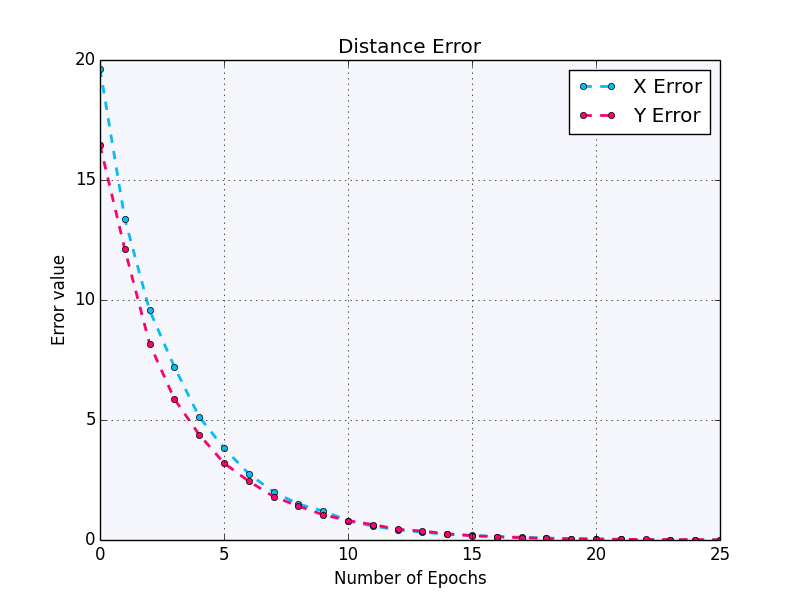 Distance Error
X Error
Y Error
20
15
10
5
0
Error value
0 5 10 15 20 25
Number of Epochs